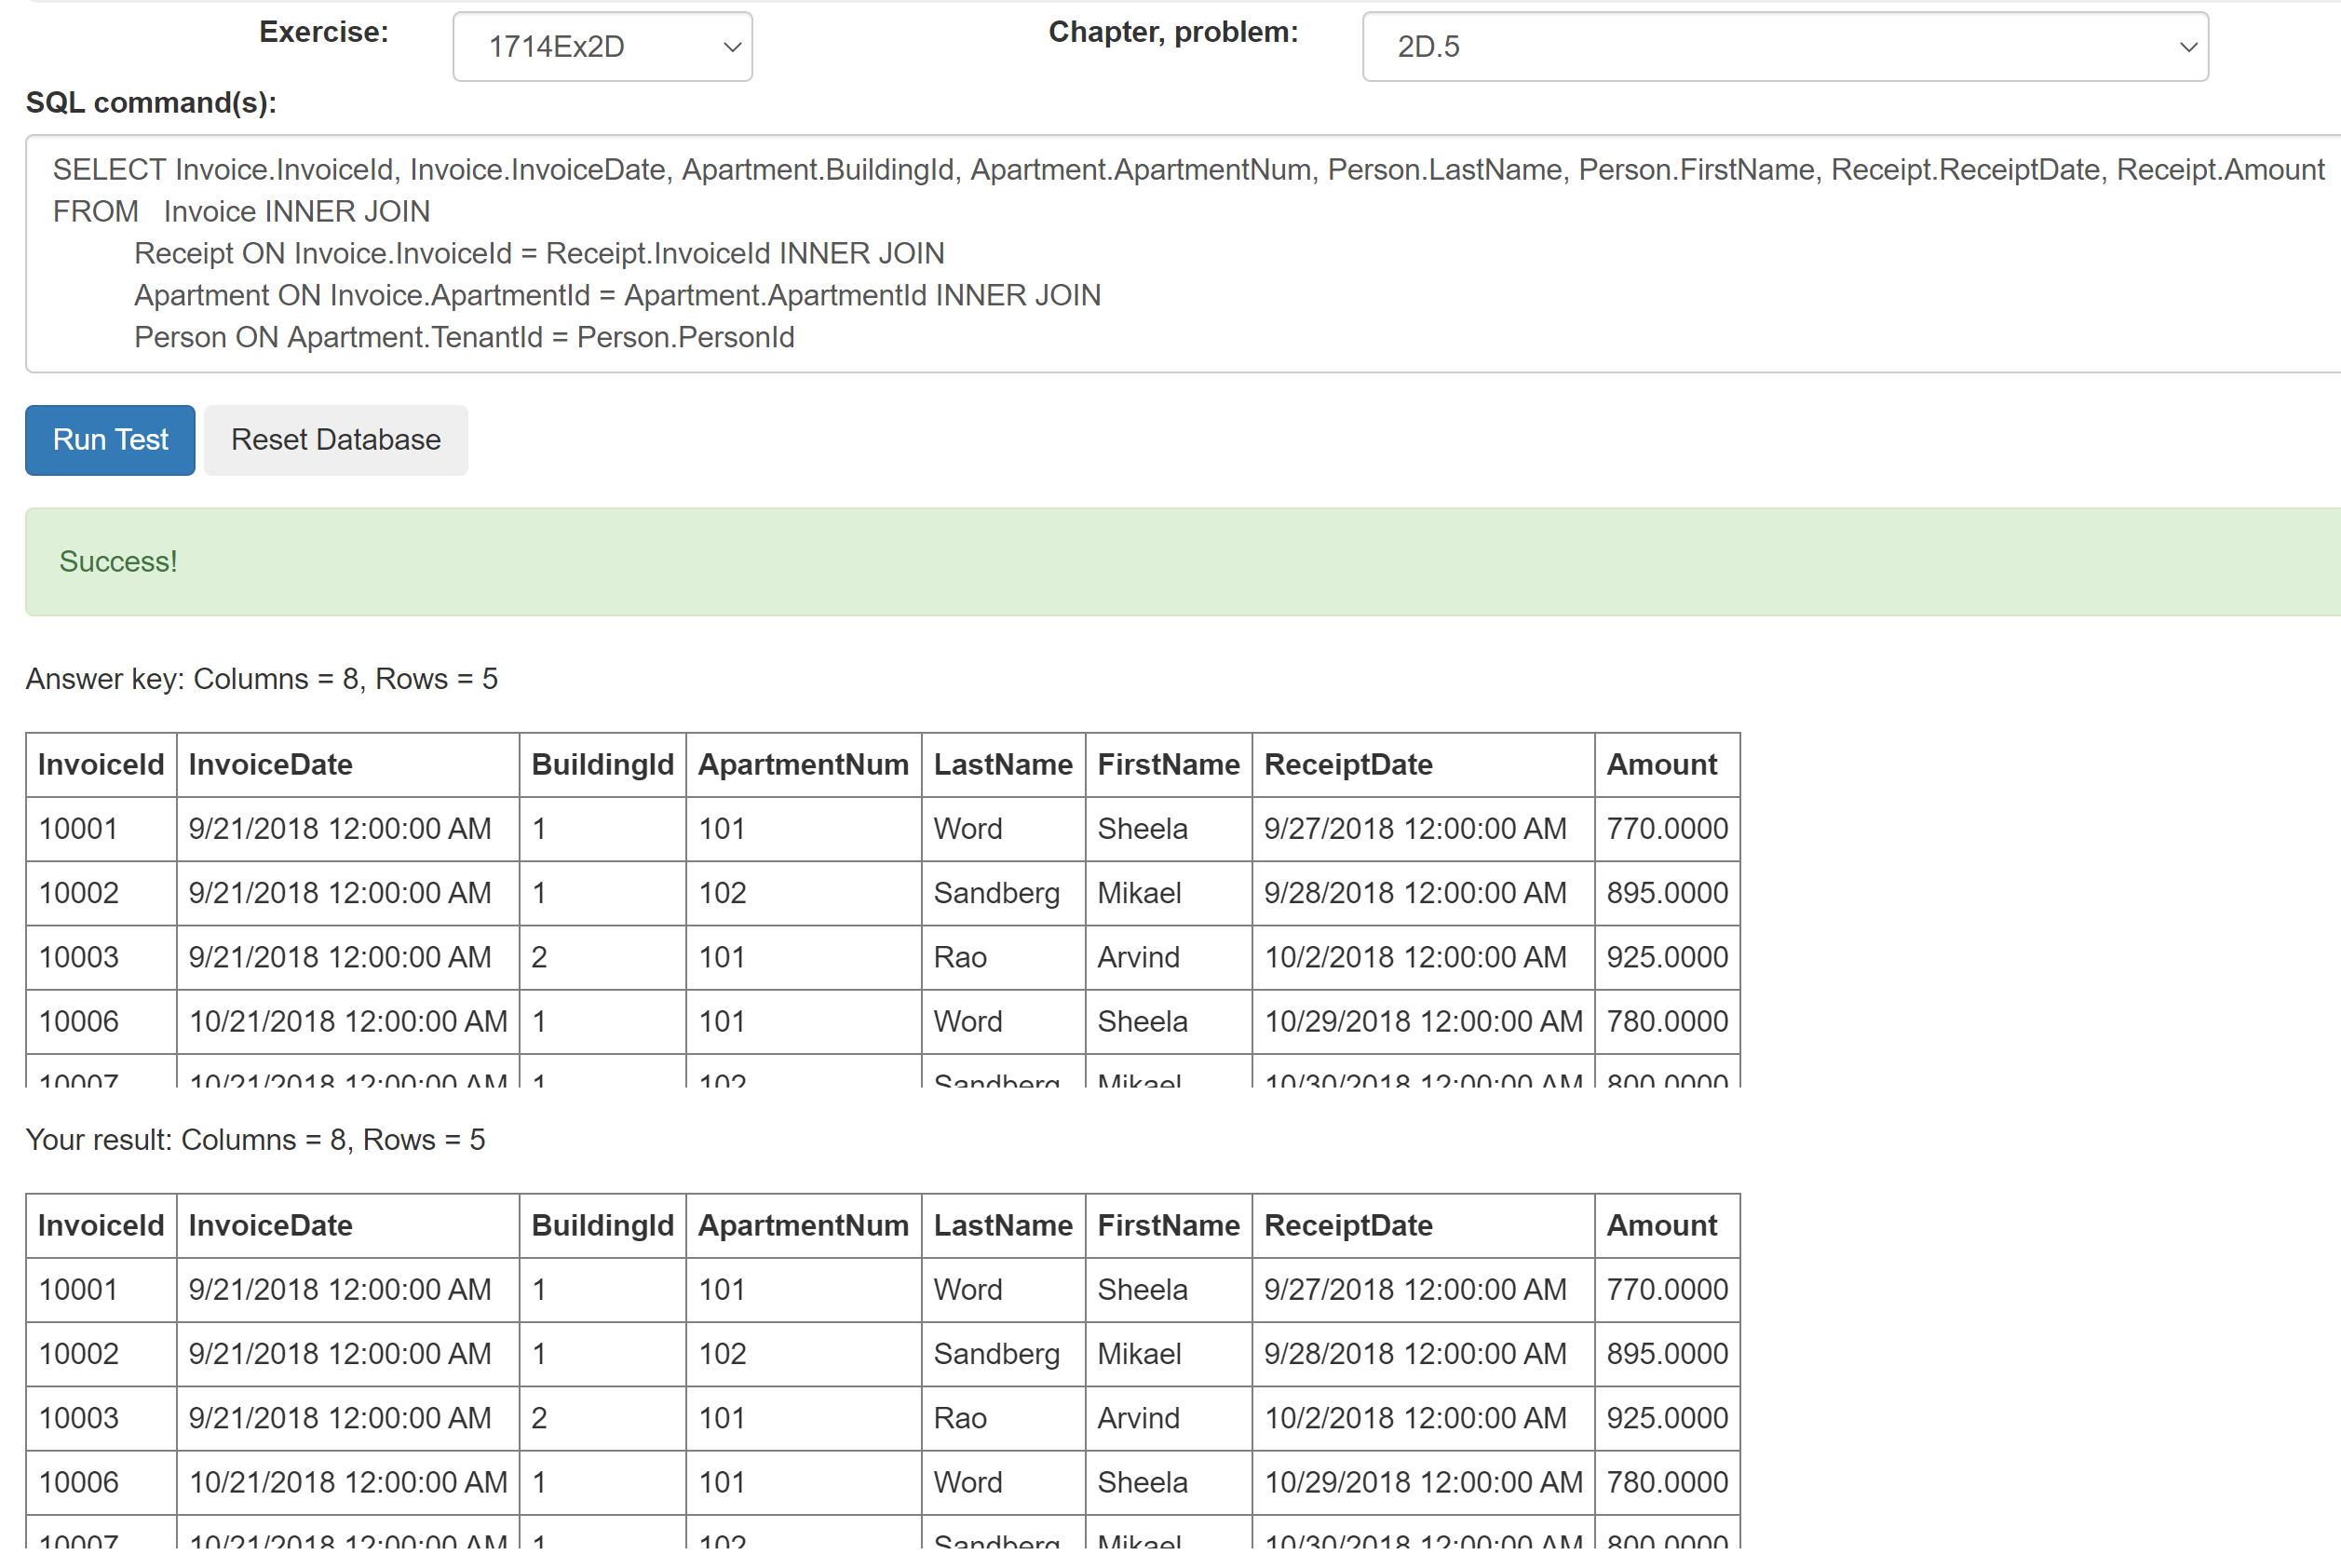 Exercise: 1714Ex2D Chapter, problem: 2D.5
SQL command(s):
SELECT Invoice.InvoiceId, Invoice.InvoiceDate, Apartment.BuildingId, Apartment.ApartmentNum, Person.LastName, Person.FirstName, Receipt.ReceiptDate, Receipt.Amount
FROM Invoice INNER JOIN
Receipt ON Invoice.InvoiceId = Receipt.InvoiceId INNER JOIN
Apartment ON Invoice.ApartmentId = Apartment.ApartmentId INNER JOIN
Person ON Apartment.TenantId = Person.PersonId
Run Test Reset Database
Success!
Answer key: Columns = 8, Rows = 5
InvoiceId InvoiceDate BuildingId ApartmentNum LastName FirstName ReceiptDate Amount
10001 9/21/2018 12:00:00 AM 1 101 Word Sheela 9/27/2018 12:00:00 AM 770.0000
10002 9/21/2018 12:00:00 AM 1 102 Sandberg Mikael 9/28/2018 12:00:00 AM 895.0000
10003 9/21/2018 12:00:00 AM 2 101 Rao Arvind 10/2/2018 12:00:00 AM 925.0000
10006 10/21/2018 12:00:00 AM 1 101 Word Sheela 10/29/2018 12:00:00 AM 780.0000
10007 10/21/2018 12:00:00 AM 1 102 Sandberg Mikael 10/30/2018 12:00:00 AM 800.0000
Your result: Columns = 8, Rows = 5
InvoiceId InvoiceDate BuildingId ApartmentNum LastName FirstName ReceiptDate Amount
10001 9/21/2018 12:00:00 AM 1 101 Word Sheela 9/27/2018 12:00:00 AM 770.0000
10002 9/21/2018 12:00:00 AM 1 102 Sandberg Mikael 9/28/2018 12:00:00 AM 895.0000
10003 9/21/2018 12:00:00 AM 2 101 Rao Arvind 10/2/2018 12:00:00 AM 925.0000
10006 10/21/2018 12:00:00 AM 1 101 Word Sheela 10/29/2018 12:00:00 AM 780.0000
10007 10/21/2018 12:00:00 AM 1 102 Sandberg Mikael 10/30/2018 12:00:00 AM 800.0000